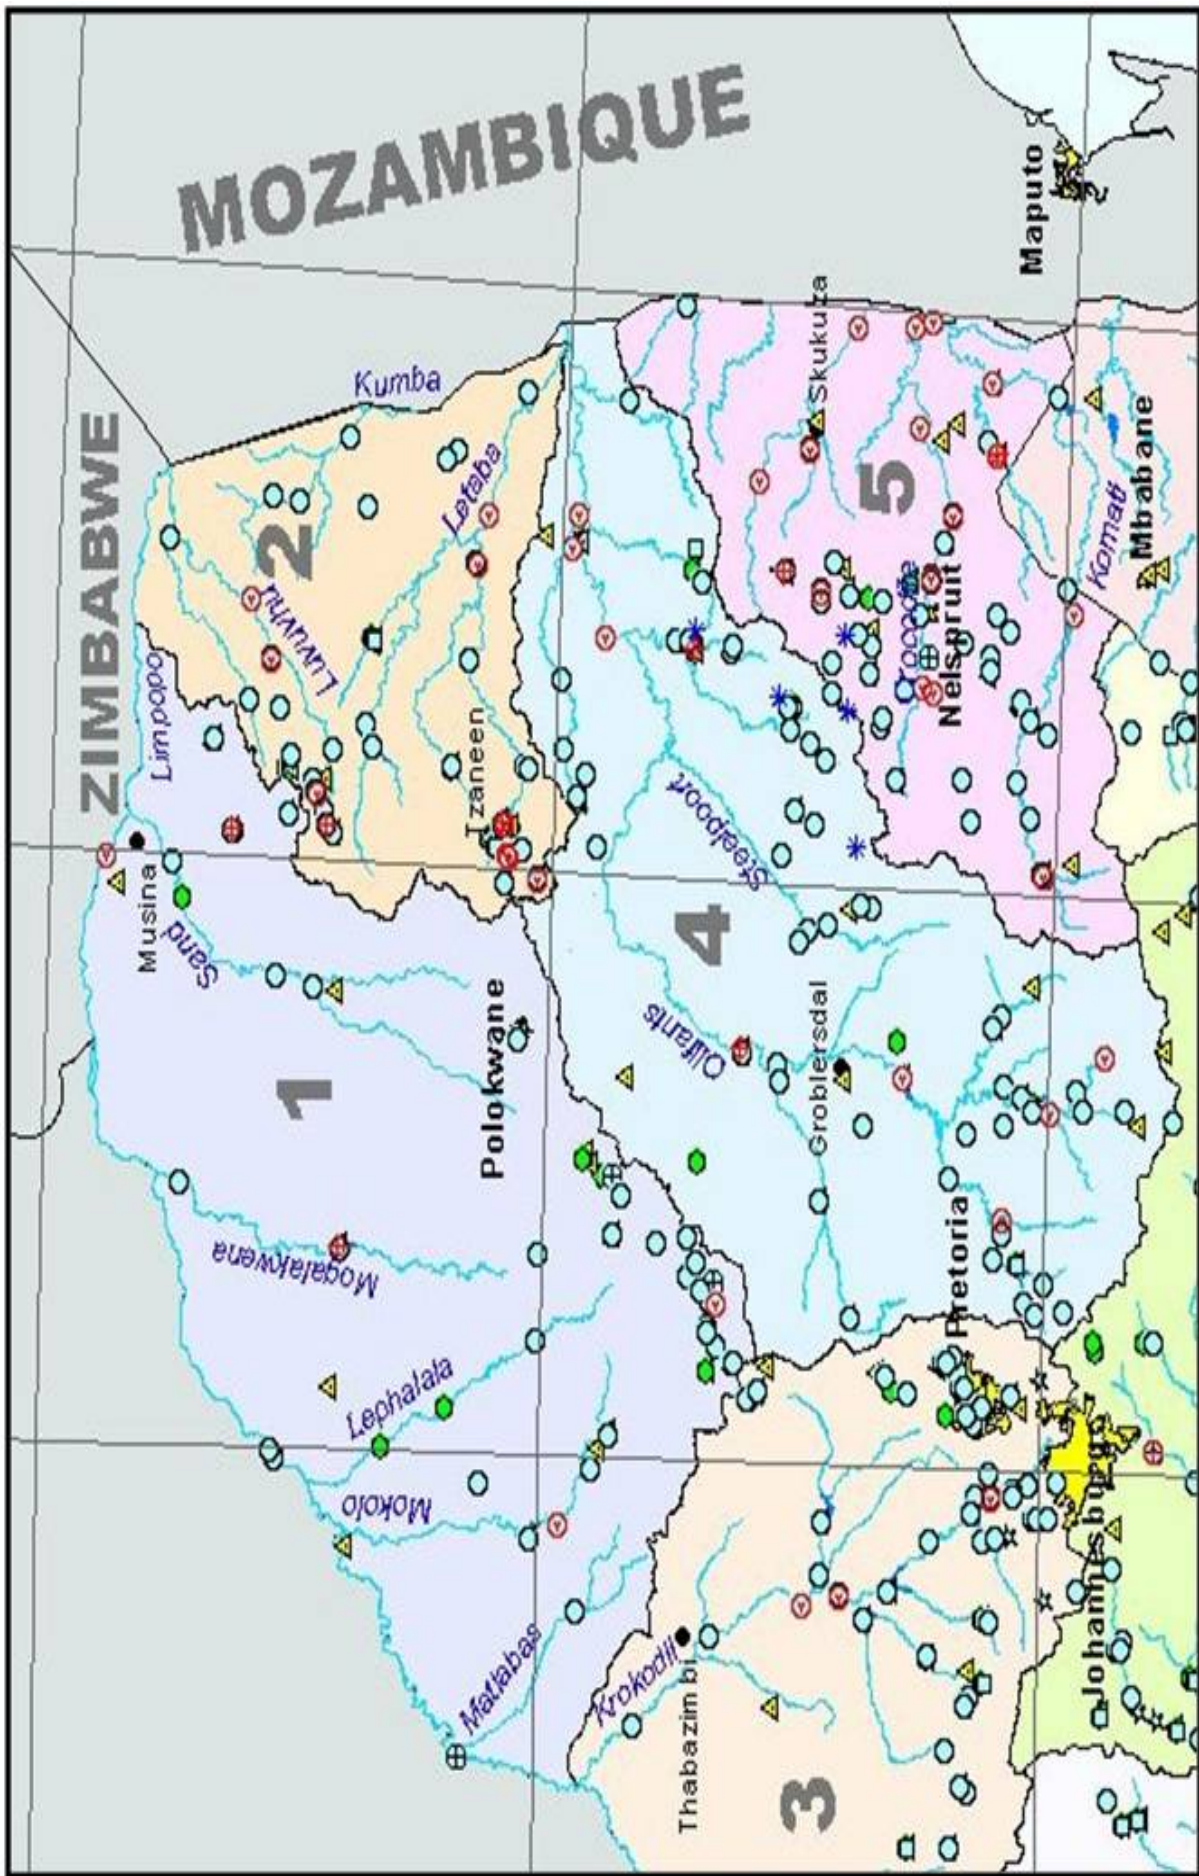 ZIMBABWE
MOZAMBIQUE
Limpopo
Musina
Sand
1
Mogalakwena
Lephalala
Mokolo
Matlabas
Polokwane
2
Luvuvhu
Kumba
Letaba
Tzaneen
4
Olifants
Steelpoort
Groblersdal
5
Skukuza
Crocodile
Nelspruit
Komati
Mbabane
Maputo
3
Krokodil
Thabazimbi
Pretoria
Johannesburg